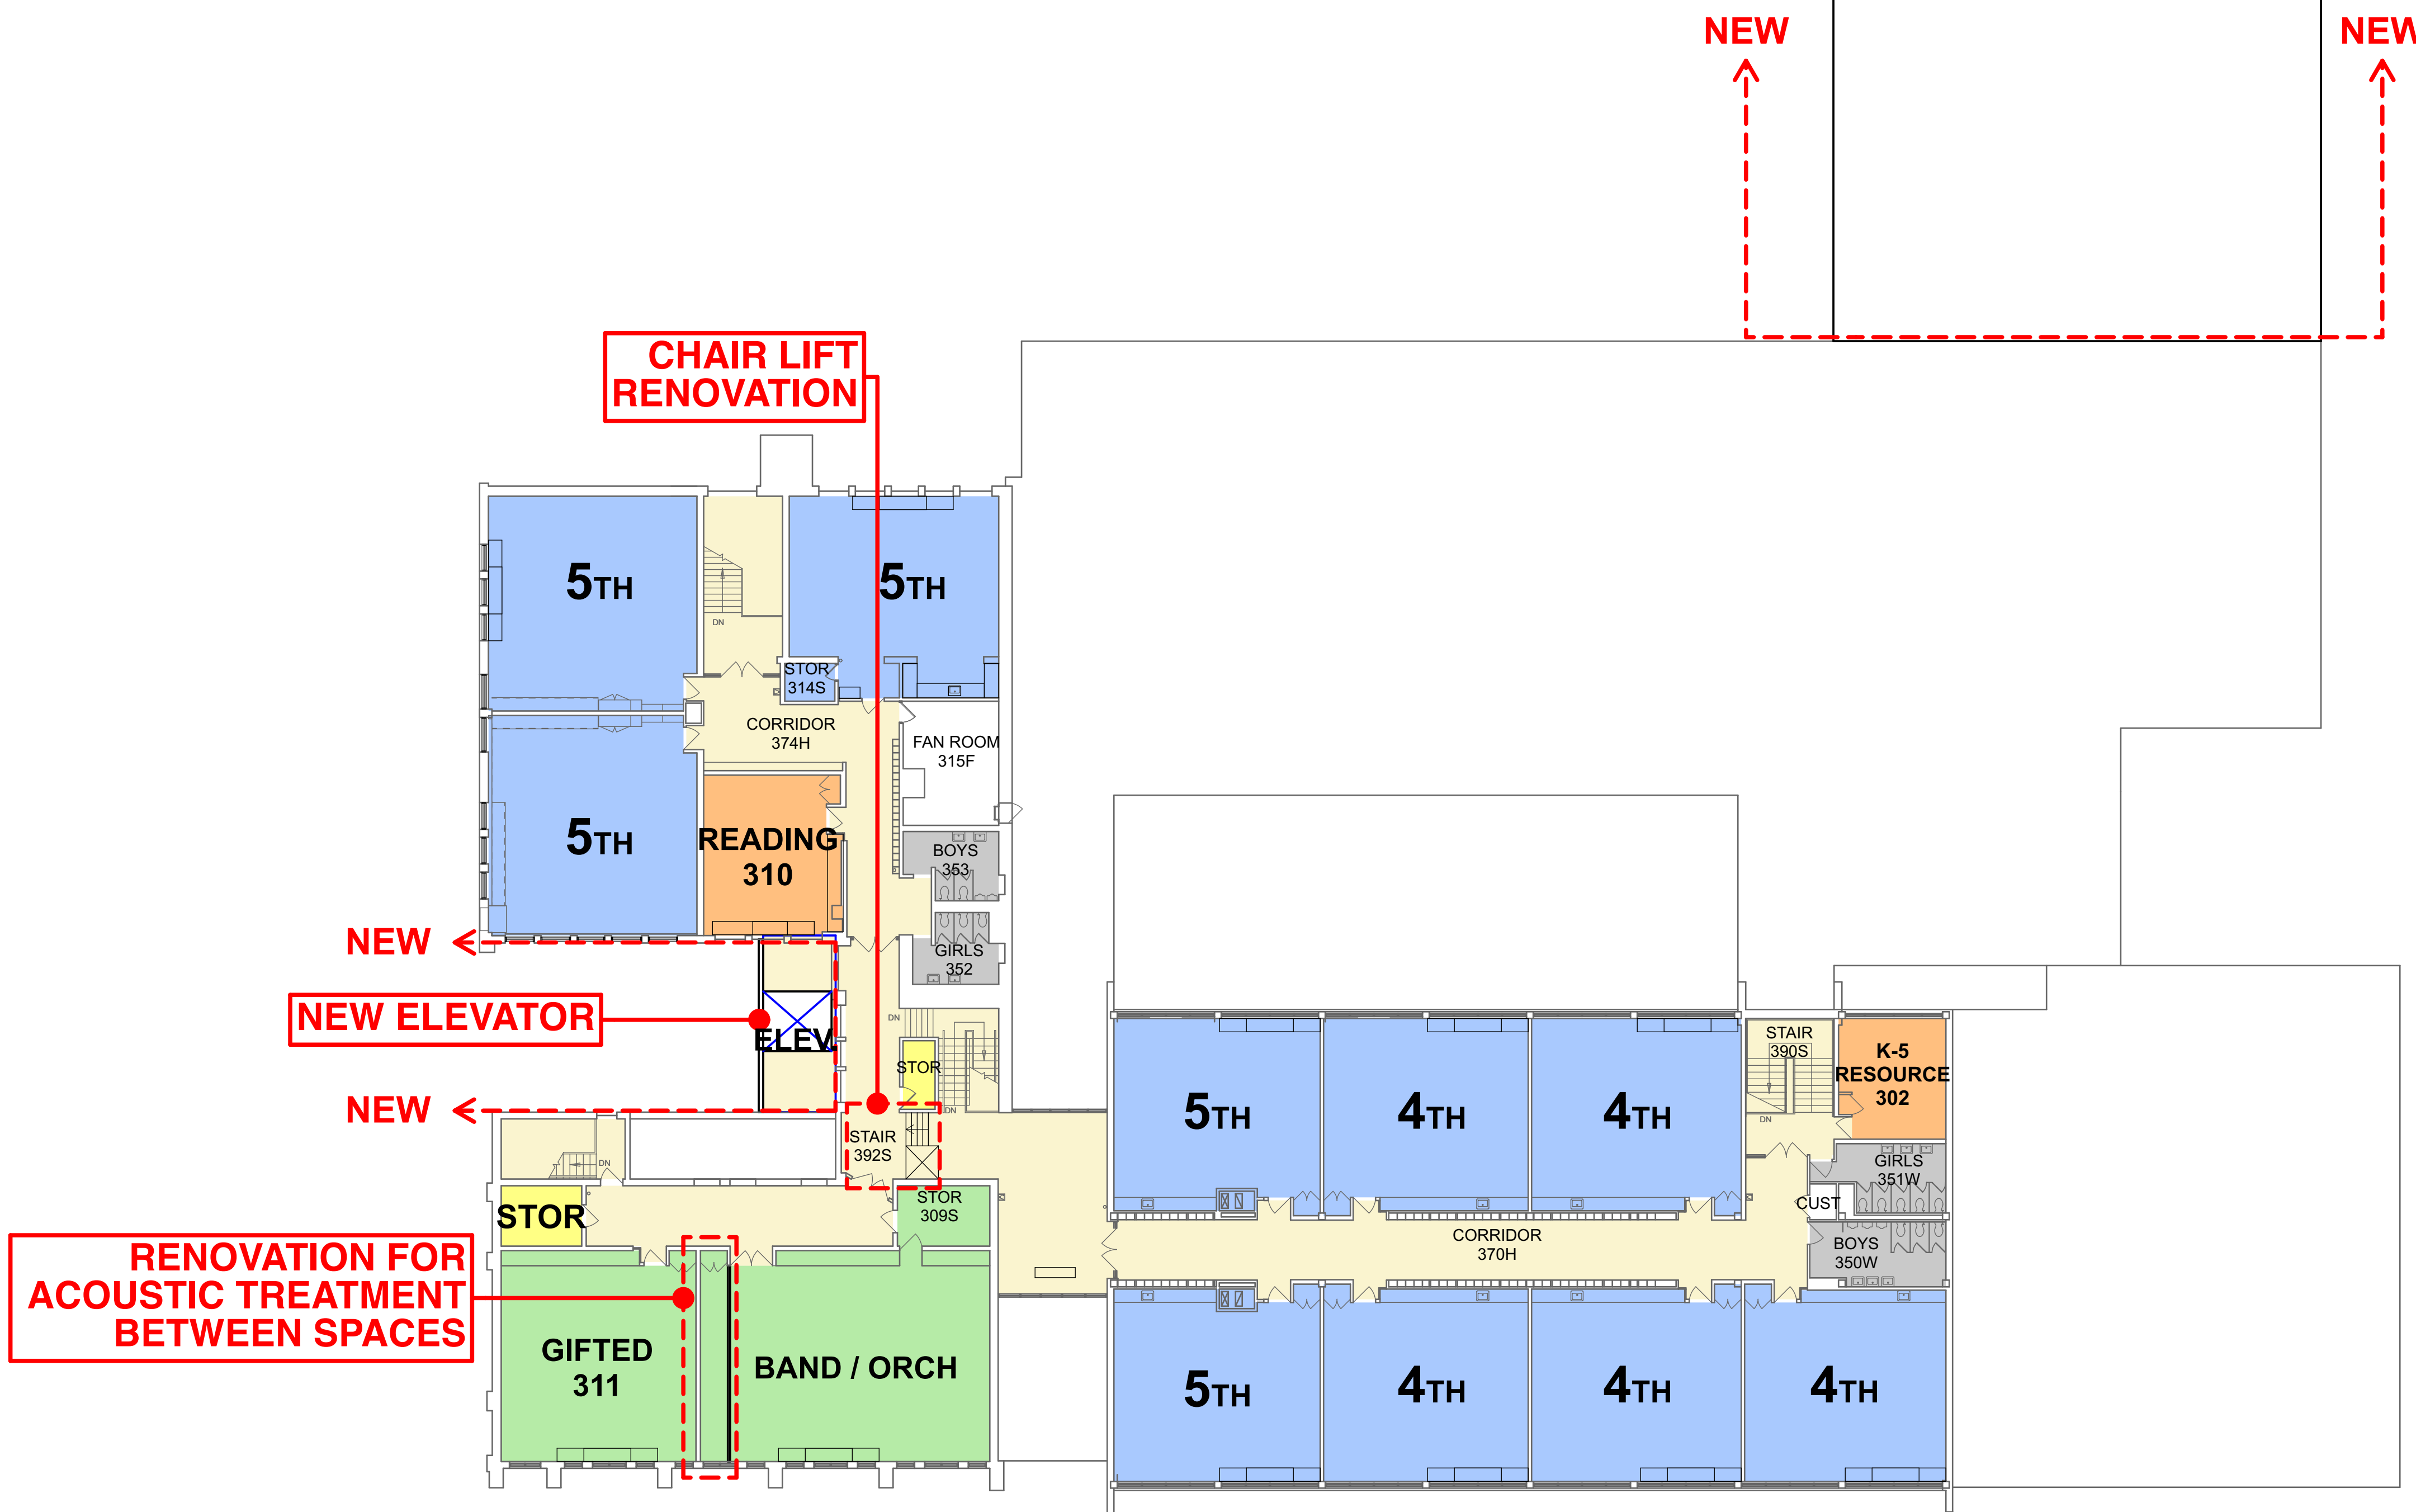 NEW
NEW
CHAIR LIFT
RENOVATION
5TH
5TH
DN
STOR
314S
CORRIDOR
374H
FAN ROOM
315F
5TH
READING
310
BOYS
353
GIRLS
352
NEW
NEW ELEVATOR
ELEV.
DN
STOR
DN
NEW
STAIR
392S
DN
STOR
STOR
309S
RENOVATION FOR
ACOUSTIC TREATMENT
BETWEEN SPACES
GIFTED
311
BAND / ORCH
5TH
4TH
4TH
STAIR
390S
DN
K-5
RESOURCE
302
GIRLS
351W
CUST
BOYS
350W
CORRIDOR
370H
5TH
4TH
4TH
4TH